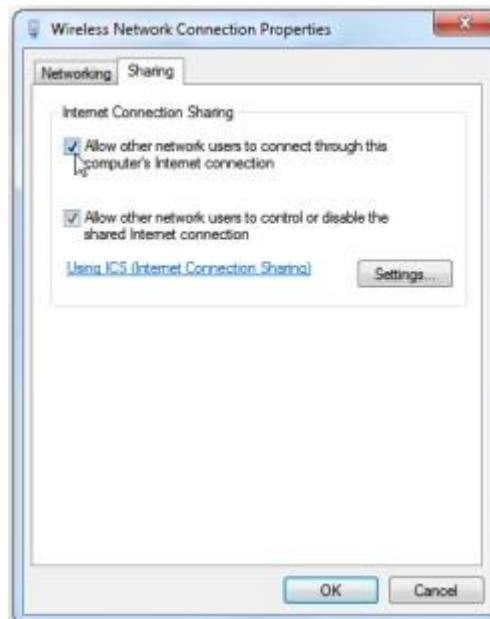 Wireless Network Connection Properties
Networking
Sharing
Internet Connection Sharing
Allow other network users to connect through this
computer's Internet connection
Allow other network users to control or disable the
shared Internet connection
Using ICS (Internet Connection Sharing)
Settings...
OK
Cancel